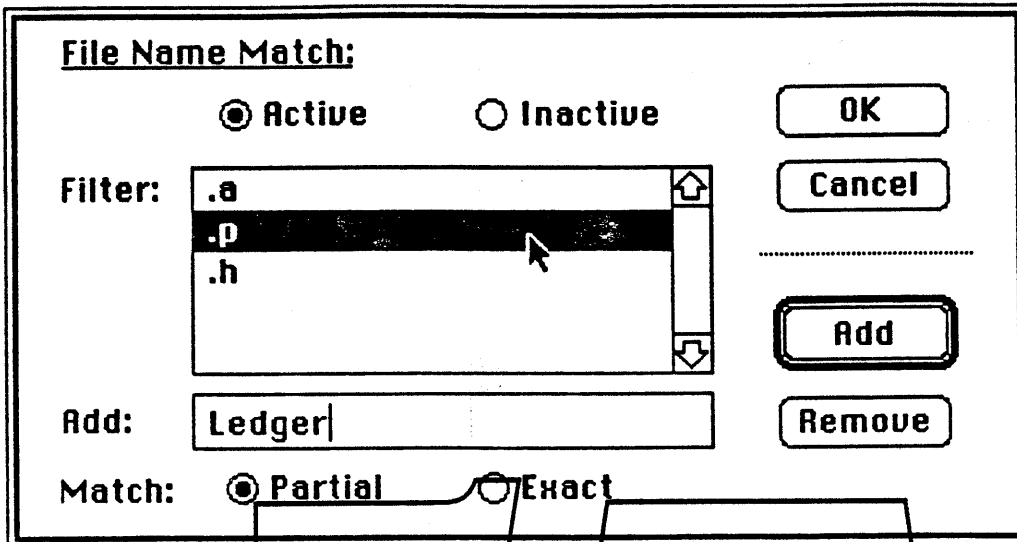 File Name Match:
Active Inactive
OK
Filter:
.a
.p
.h
Cancel
Add
Add: Ledger
Remove
Match: Partial Exact